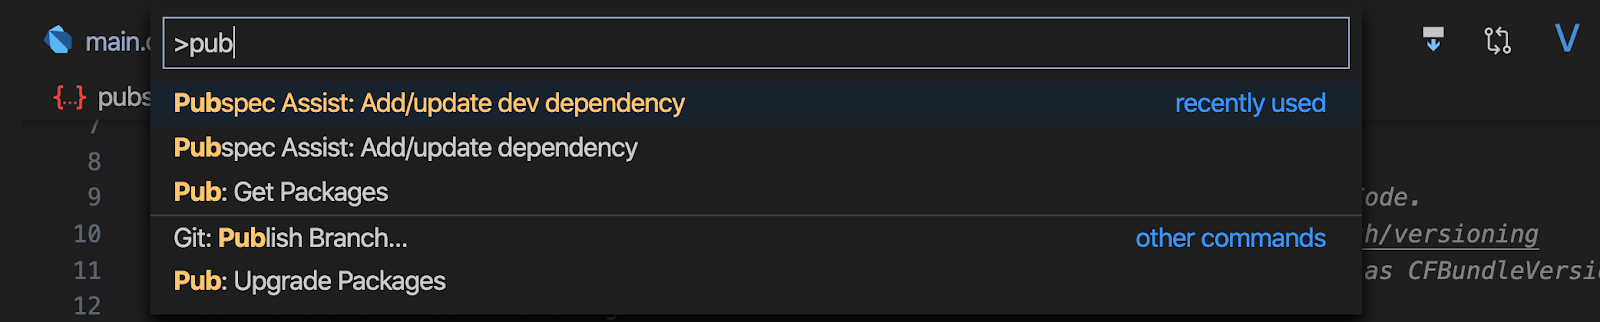 >pub
main.
pubs
Pubspec Assist: Add/update dev dependency recently used
7
Pubspec Assist: Add/update dependency
8
Pub: Get Packages
9 ode.
Git: Publish Branch... other commands
10 h/versioning
11 as CFBundleVersi
Pub: Upgrade Packages
12